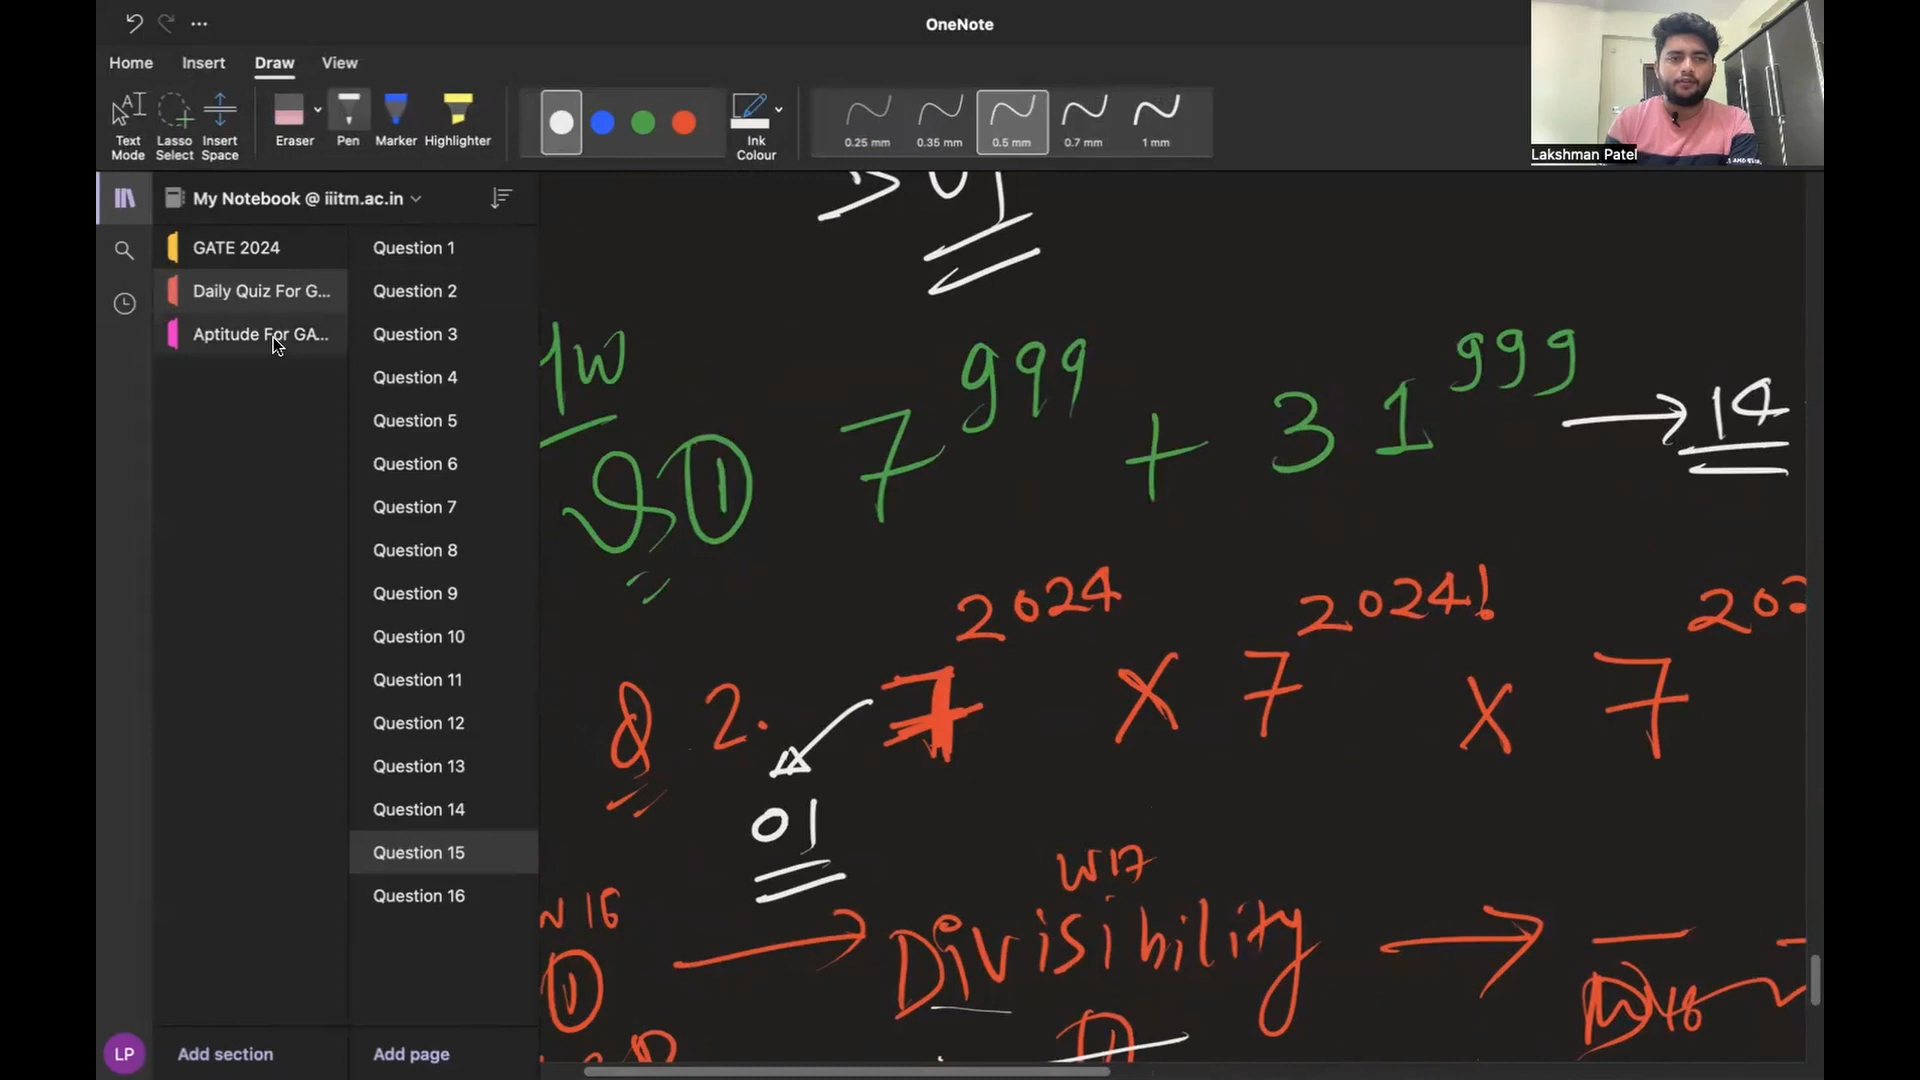 OneNote
Home Insert Draw View
Text Mode
Lasso Select
Insert Space
Eraser
Pen
Marker
Highlighter
Ink Colour
0.25 mm
0.35 mm
0.5 mm
0.7 mm
1 mm
Lakshman Patel
My Notebook @ iiitm.ac.in
GATE 2024
Daily Quiz For G...
Aptitude For GA...
Question 1
Question 2
Question 3
Question 4
Question 5
Question 6
Question 7
Question 8
Question 9
Question 10
Question 11
Question 12
Question 13
Question 14
Question 15
Question 16
LP
Add section
Add page
Q ① 7^999 + 31^999 → 14
Q 2. 7^2024 × 7^2024! × 7^202
01
W17
① → Divisibility →